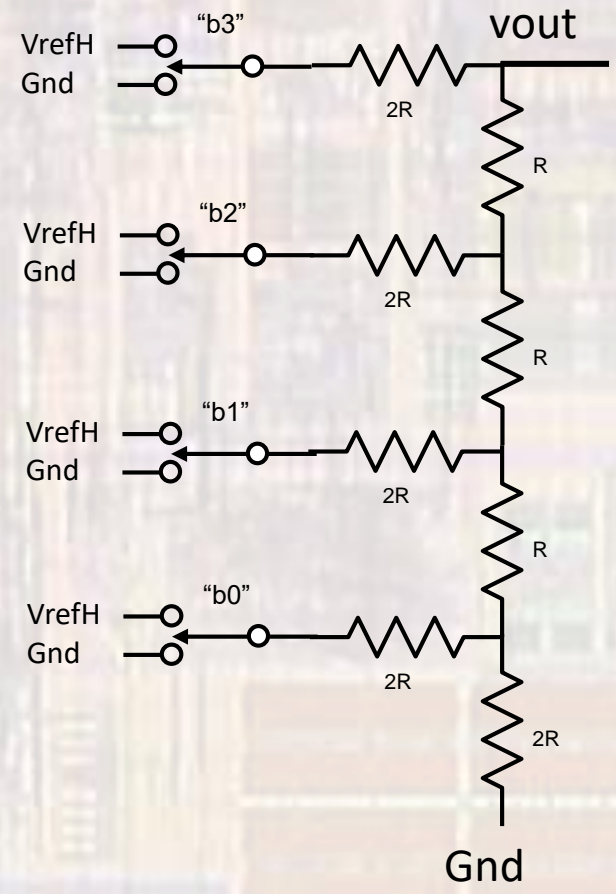 vout
“b3”
VrefH
Gnd
2R
R
“b2”
VrefH
Gnd
2R
R
“b1”
VrefH
Gnd
2R
R
“b0”
VrefH
Gnd
2R
2R
Gnd